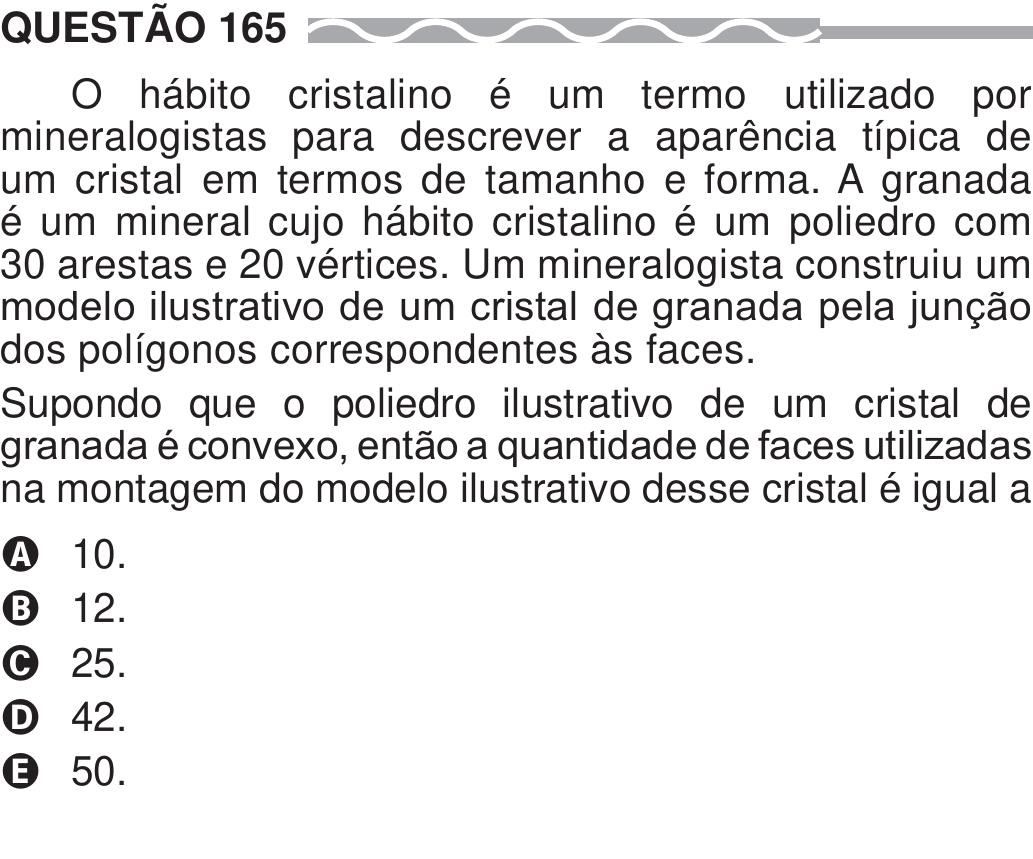 QUESTÃO 165
O hábito cristalino é um termo utilizado por
mineralogistas para descrever a aparência típica de
um cristal em termos de tamanho e forma. A granada
é um mineral cujo hábito cristalino é um poliedro com
30 arestas e 20 vértices. Um mineralogista construiu um
modelo ilustrativo de um cristal de granada pela junção
dos polígonos correspondentes às faces.
Supondo que o poliedro ilustrativo de um cristal de
granada é convexo, então a quantidade de faces utilizadas
na montagem do modelo ilustrativo desse cristal é igual a
A 10.
B 12.
C 25.
D 42.
E 50.